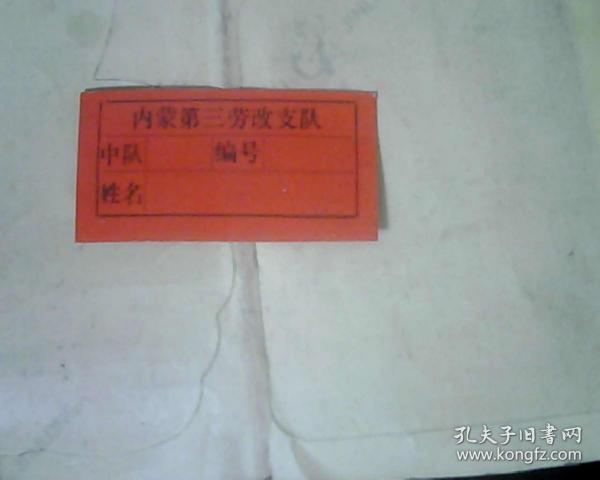 内蒙第三劳改支队
中队 编号
姓名
孔夫子旧書网
www.kongfz.com